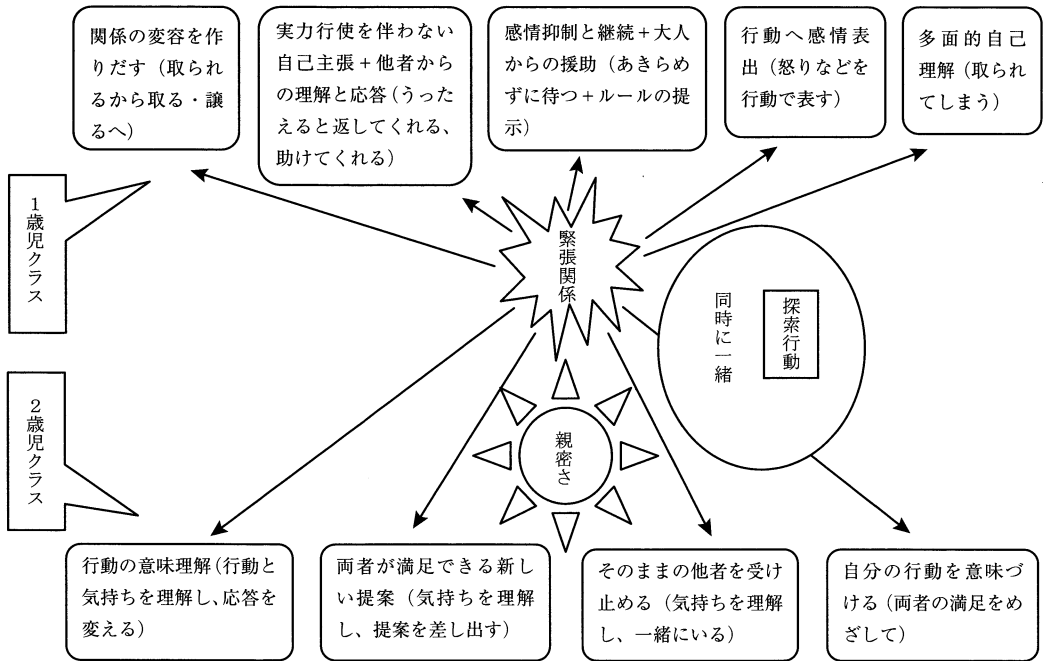 関係の変容を作
りだす（取られ
るから取る・譲
るへ）
実力行使を伴わない
自己主張＋他者から
の理解と応答（うった
えると返してくれる、
助けてくれる）
感情抑制と継続＋大人
からの援助（あきらめ
ずに待つ＋ルールの提
示）
行動へ感情表
出（怒りなどを
行動で表す）
多面的自己
理解（取られ
てしまう）
1歳児クラス
緊張関係
同時に一緒
探索行動
2歳児クラス
親密さ
行動の意味理解（行動と
気持ちを理解し、応答を
変える）
両者が満足できる新し
い提案（気持ちを理解
し、提案を差し出す）
そのままの他者を受け
止める（気持ちを理解
し、一緒にいる）
自分の行動を意味づ
ける（両者の満足をめ
ざして）